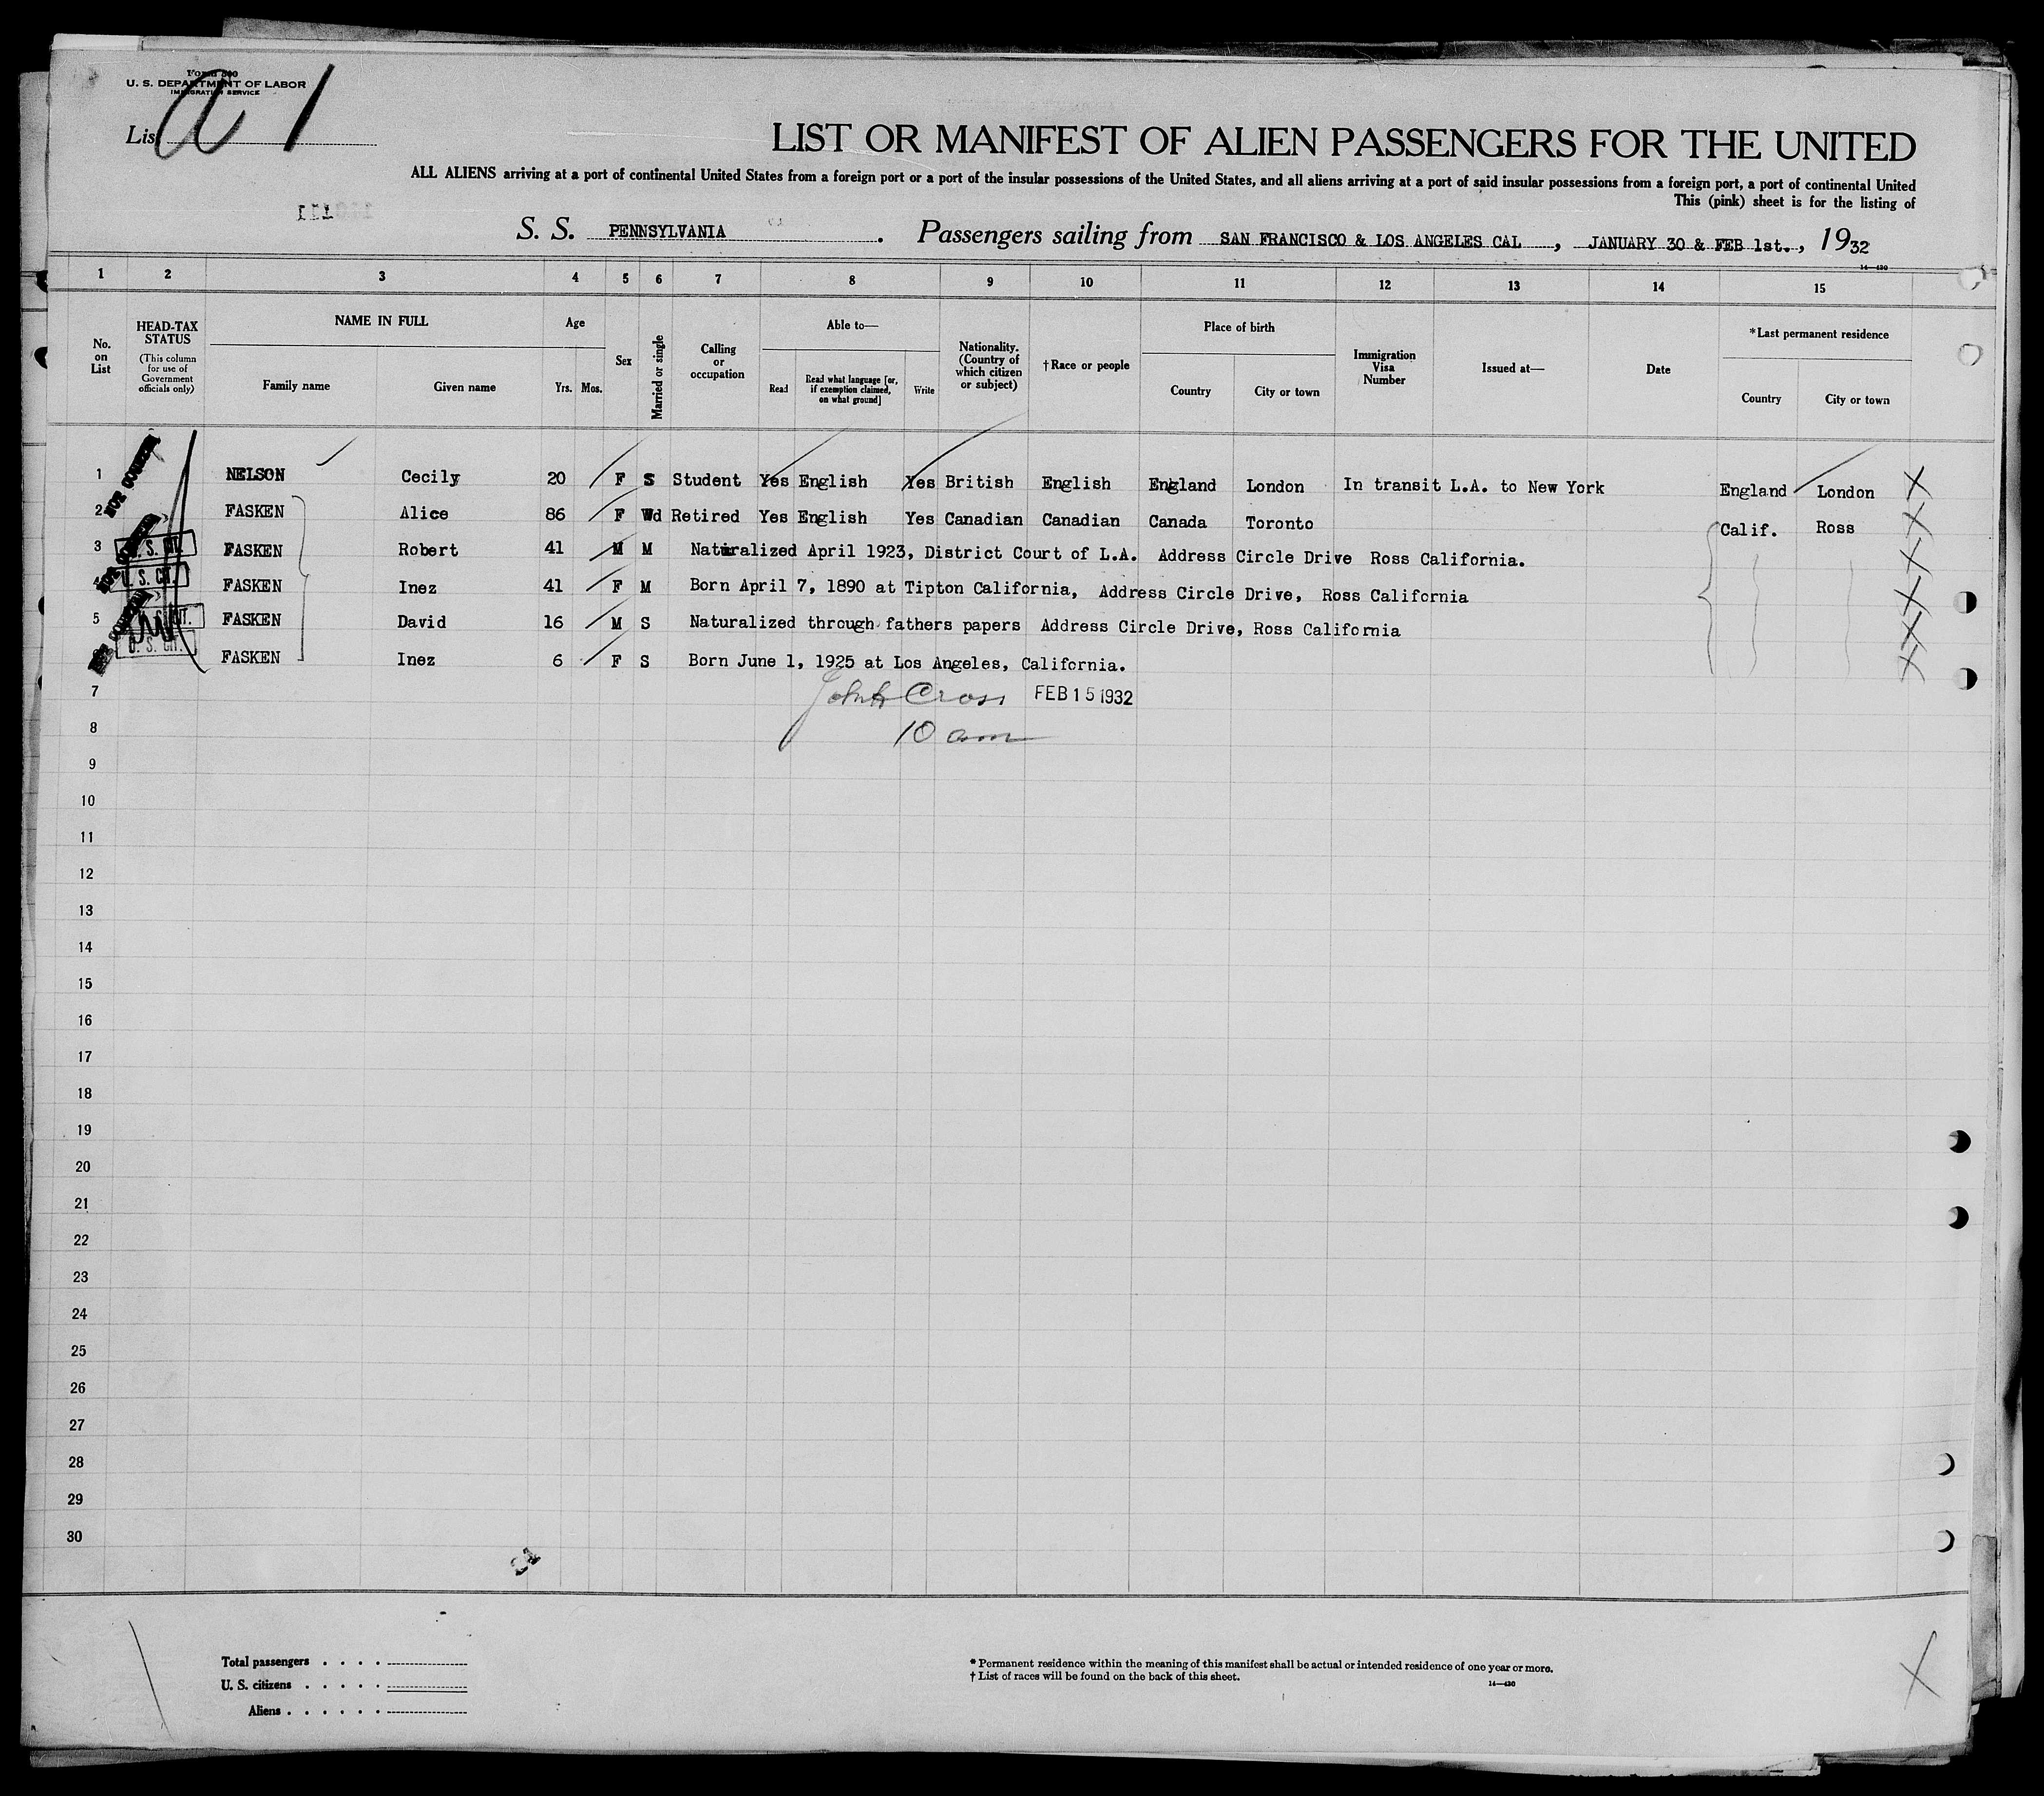 Form 500
U. S. DEPARTMENT OF LABOR
IMMIGRATION SERVICE
List a 1
LIST OR MANIFEST OF ALIEN PASSENGERS FOR THE UNITED
ALL ALIENS arriving at a port of continental United States from a foreign port or a port of the insular possessions of the United States, and all aliens arriving at a port of said insular possessions from a foreign port, a port of continental United
This (pink) sheet is for the listing of
S. S. PENNSYLVANIA. Passengers sailing from SAN FRANCISCO & LOS ANGELES CAL, JANUARY 30 & FEB 1st., 1932
14—430
1 2 3 4 5 6 7 8 9 10 11 12 13 14 15
No. on List
HEAD-TAX STATUS
(This column for use of Government officials only)
NAME IN FULL
Family name
Given name
Age
Yrs. Mos.
Sex
Married or single
Calling or occupation
Able to—
Read
Read what language [or, if exemption claimed, on what ground]
Write
Nationality. (Country of which citizen or subject)
†Race or people
Place of birth
Country
City or town
Immigration Visa Number
Issued at—
Date
*Last permanent residence
Country
City or town
1 NELSON Cecily 20 F S Student Yes English Yes British English England London In transit L.A. to New York England London
2 FASKEN Alice 86 F Wd Retired Yes English Yes Canadian Canadian Canada Toronto Calif. Ross
3 U. S. CIT. FASKEN Robert 41 M M Naturalized April 1923, District Court of L.A. Address Circle Drive Ross California.
4 U. S. CIT. FASKEN Inez 41 F M Born April 7, 1890 at Tipton California, Address Circle Drive, Ross California
5 U. S. CIT. FASKEN David 16 M S Naturalized through fathers papers Address Circle Drive, Ross California
6 U. S. CIT. FASKEN Inez 6 F S Born June 1, 1925 at Los Angeles, California.
7 Cross FEB 15 1932
8 10 am
9
10
11
12
13
14
15
16
17
18
19
20
21
22
23
24
25
26
27
28
29
30
Total passengers . . . .
U. S. citizens . . . . .
Aliens . . . . . .
* Permanent residence within the meaning of this manifest shall be actual or intended residence of one year or more.
† List of races will be found on the back of this sheet.
14—430